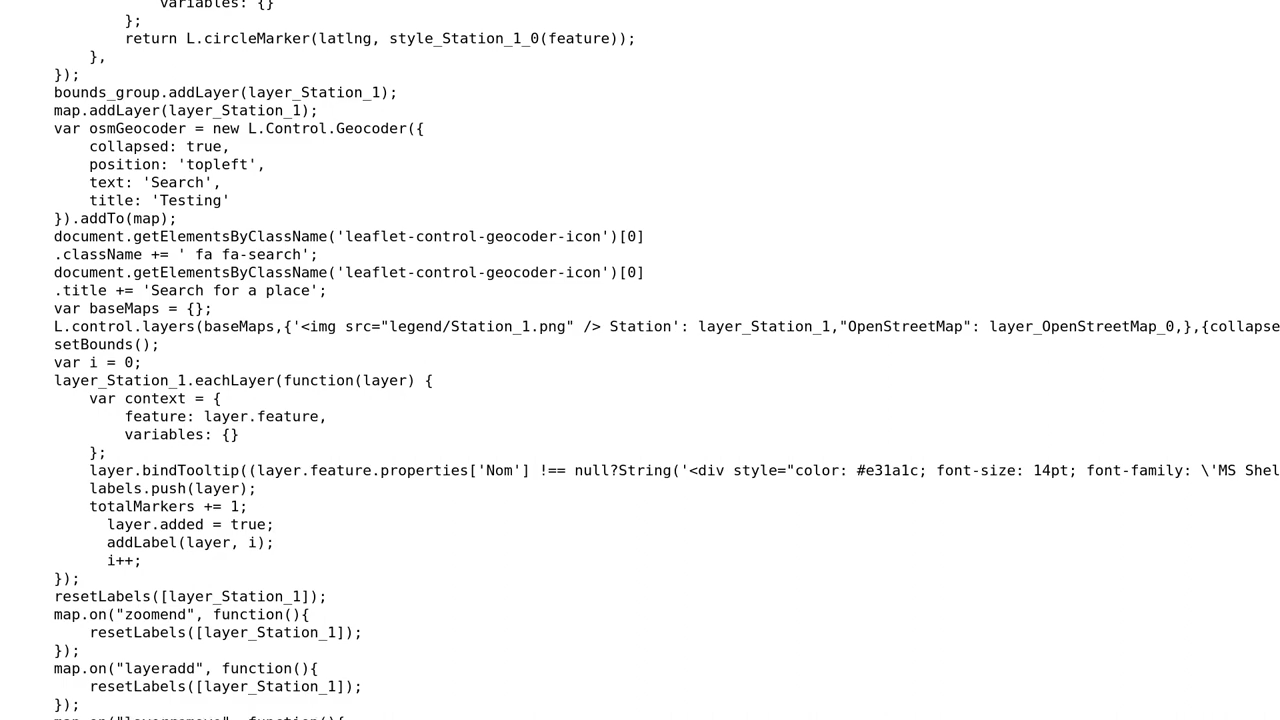 variables: {}
        };
        return L.circleMarker(latlng, style_Station_1_0(feature));
    },
});
bounds_group.addLayer(layer_Station_1);
map.addLayer(layer_Station_1);
var osmGeocoder = new L.Control.Geocoder({
    collapsed: true,
    position: 'topleft',
    text: 'Search',
    title: 'Testing'
}).addTo(map);
document.getElementsByClassName('leaflet-control-geocoder-icon')[0]
.className += ' fa fa-search';
document.getElementsByClassName('leaflet-control-geocoder-icon')[0]
.title += 'Search for a place';
var baseMaps = {};
L.control.layers(baseMaps,{'<img src="legend/Station_1.png" /> Station': layer_Station_1,"OpenStreetMap": layer_OpenStreetMap_0,},{collapse
setBounds();
var i = 0;
layer_Station_1.eachLayer(function(layer) {
    var context = {
        feature: layer.feature,
        variables: {}
    };
    layer.bindTooltip((layer.feature.properties['Nom'] !== null?String('<div style="color: #e31a1c; font-size: 14pt; font-family: \'MS Shel
    labels.push(layer);
    totalMarkers += 1;
      layer.added = true;
      addLabel(layer, i);
      i++;
});
resetLabels([layer_Station_1]);
map.on("zoomend", function(){
    resetLabels([layer_Station_1]);
});
map.on("layeradd", function(){
    resetLabels([layer_Station_1]);
});
map.on("layerremove", function(){